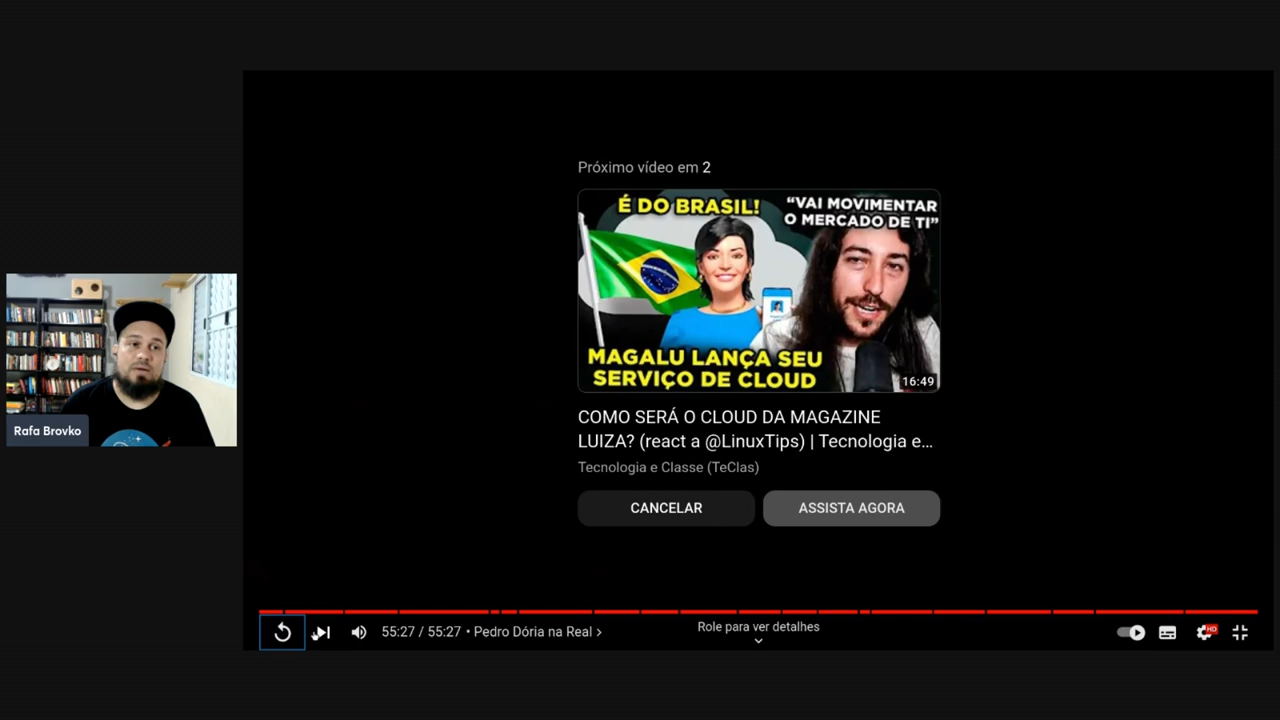 Próximo vídeo em 2
É DO BRASIL!
“VAI MOVIMENTAR
O MERCADO DE TI”
MAGALU LANÇA SEU
SERVIÇO DE CLOUD
16:49
COMO SERÁ O CLOUD DA MAGAZINE
LUIZA? (react a @LinuxTips) | Tecnologia e…
Tecnologia e Classe (TeClas)
CANCELAR
ASSISTA AGORA
Rafa Brovko
55:27 / 55:27 • Pedro Dória na Real >
Role para ver detalhes
HD